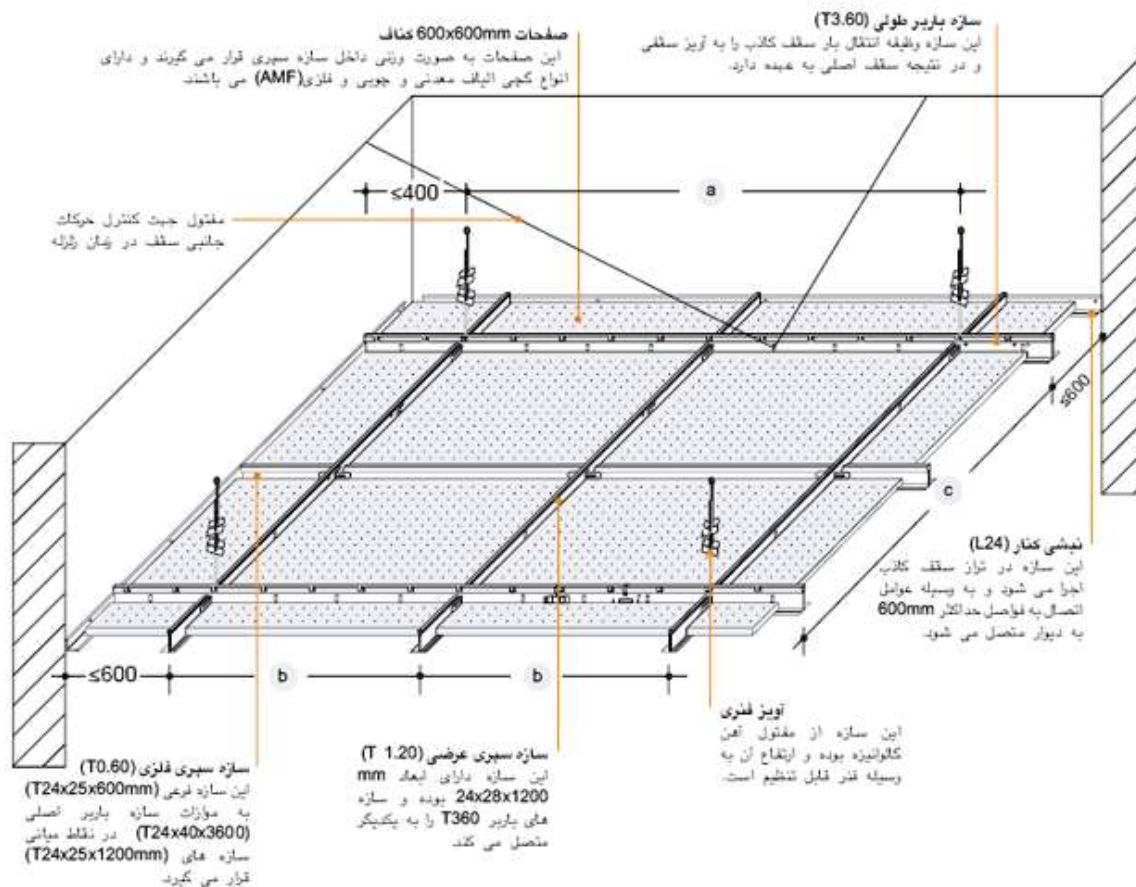 سازه باربر طولی (T3.60)
این سازه وظیفه انتقال بار سقف کاذب را به آویز سقفی
و در نتیجه سقف اصلی به عهده دارد.
صفحات 600x600mm کناف
این صفحات به صورت وزنی داخل سازه سپری قرار می گیرند و دارای
انواع گچی الیاف معدنی و چوبی و فلزی(AMF) می باشند.
≤400
a
مفتول جهت کنترل حرکات
جانبی سقف در زمان زلزله
≤600
c
نبشی کنار (L24)
این سازه در تراز سقف کاذب
اجرا می شود و به وسیله عوامل
اتصال به فواصل حداکثر 600mm
به دیوار متصل می شود.
≤600
b
b
آویز فنری
این سازه از مفتول آهن
گالوانیزه بوده و ارتفاع آن به
وسیله فنر قابل تنظیم است.
سازه سپری عرضی (T 1.20)
این سازه دارای ابعاد mm
24x28x1200 بوده و سازه
های باربر T360 را به یکدیگر
متصل می کند.
سازه سپری فلزی (T0.60)
این سازه فرعی (T24x25x600mm)
به موازات سازه باربر اصلی
(T24x40x3600) در نقاط میانی
سازه های (T24x25x1200mm)
قرار می گیرد.